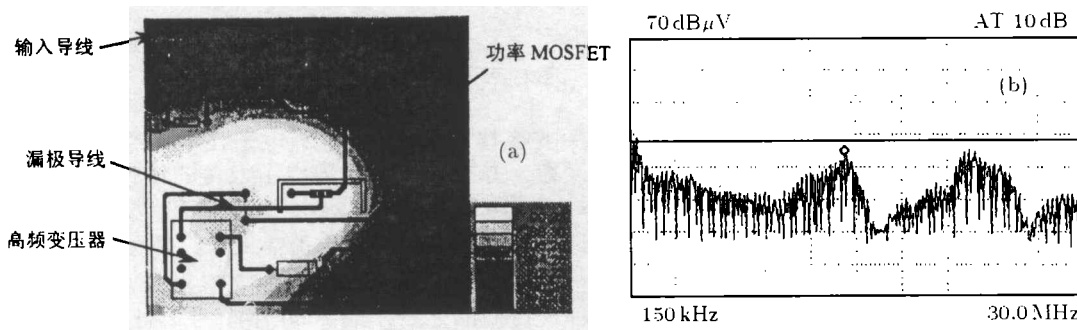 输入导线
功率 MOSFET
漏极导线
高频变压器
(a)
70 dBμV
AT 10 dB
(b)
150 kHz
30.0 MHz